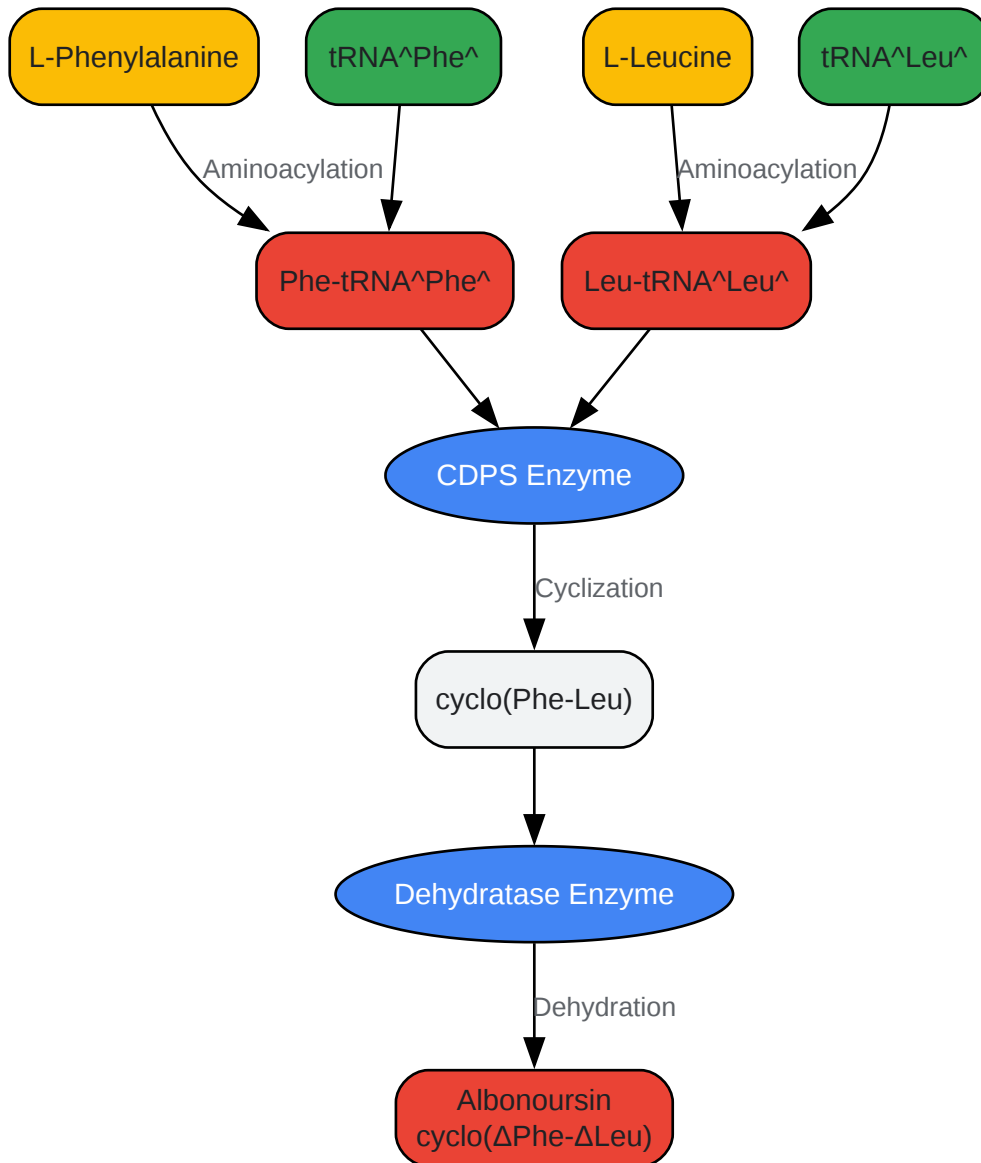 L-Phenylalanine
tRNA^Phe^
L-Leucine
tRNA^Leu^
Aminoacylation
Aminoacylation
Phe-tRNA^Phe^
Leu-tRNA^Leu^
CDPS Enzyme
Cyclization
cyclo(Phe-Leu)
Dehydratase Enzyme
Dehydration
Albonoursin
cyclo(ΔPhe-ΔLeu)